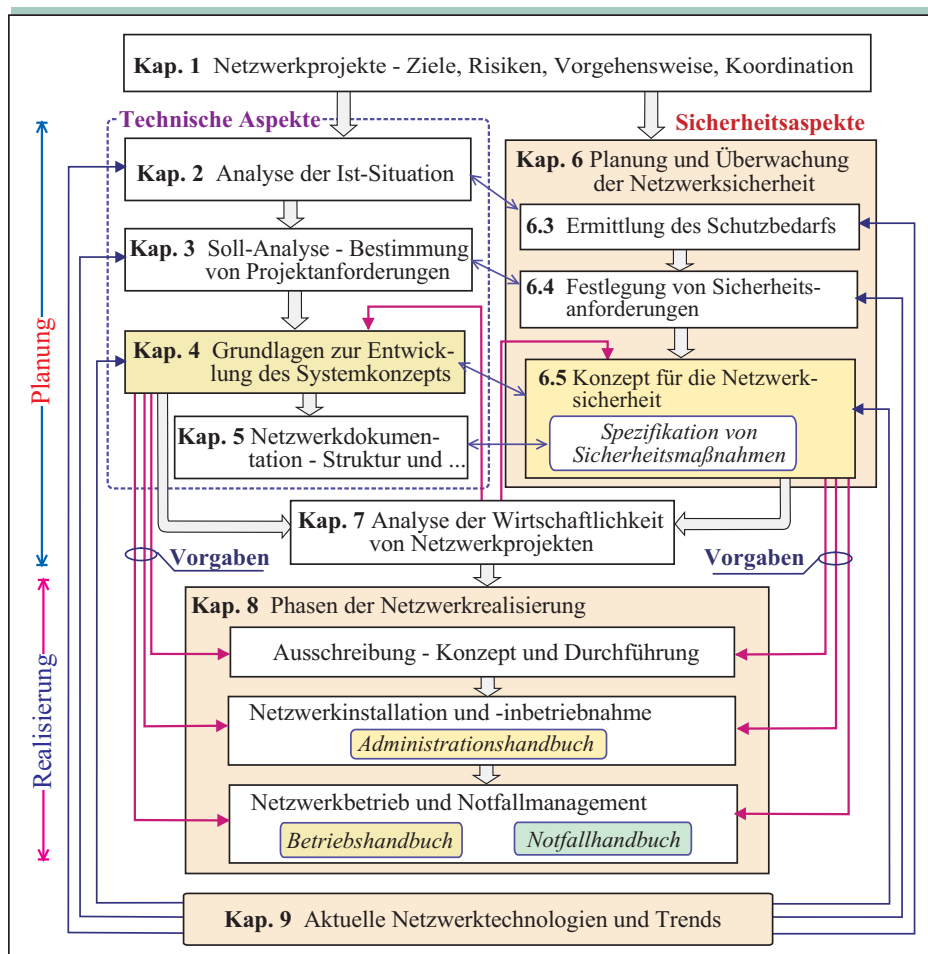 Kap. 1 Netzwerkprojekte - Ziele, Risiken, Vorgehensweise, Koordination
Technische Aspekte
Sicherheitsaspekte
Kap. 2 Analyse der Ist-Situation
Kap. 3 Soll-Analyse - Bestimmung
von Projektanforderungen
Kap. 4 Grundlagen zur Entwick-
lung des Systemkonzepts
Kap. 5 Netzwerkdokumen-
tation - Struktur und ...
Kap. 6 Planung und Überwachung
der Netzwerksicherheit
6.3 Ermittlung des Schutzbedarfs
6.4 Festlegung von Sicherheits-
anforderungen
6.5 Konzept für die Netzwerk-
sicherheit
Spezifikation von
Sicherheitsmaßnahmen
Planung
Kap. 7 Analyse der Wirtschaftlichkeit
von Netzwerkprojekten
Vorgaben
Vorgaben
Realisierung
Kap. 8 Phasen der Netzwerkrealisierung
Ausschreibung - Konzept und Durchführung
Netzwerkinstallation und -inbetriebnahme
Administrationshandbuch
Netzwerkbetrieb und Notfallmanagement
Betriebshandbuch
Notfallhandbuch
Kap. 9 Aktuelle Netzwerktechnologien und Trends